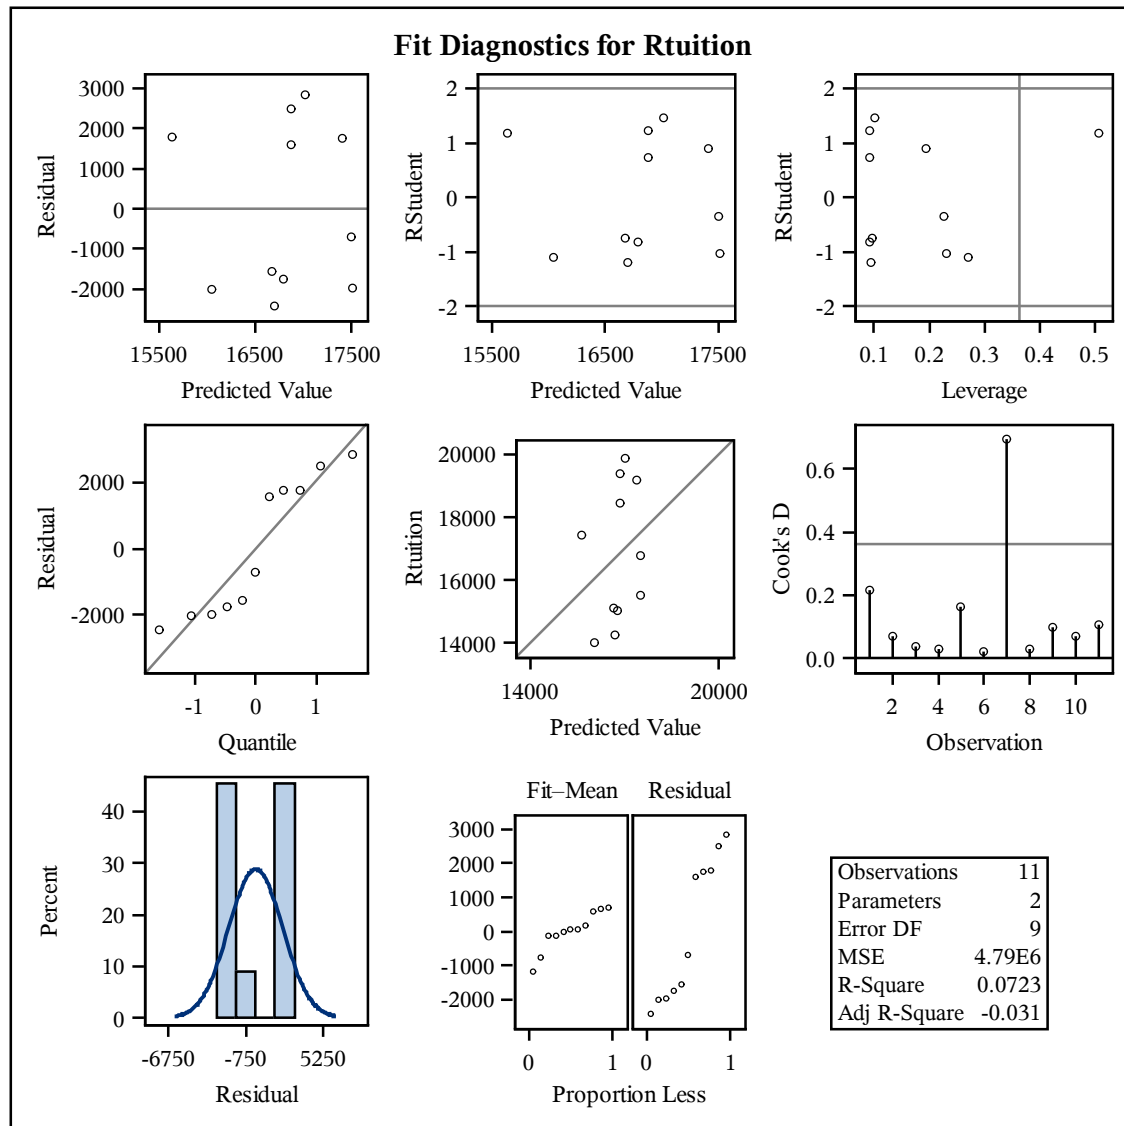 Fit Diagnostics for Rtuition
Residual
3000
2000
1000
0
-1000
-2000
15500 16500 17500
Predicted Value
RStudent
2
1
0
-1
-2
15500 16500 17500
Predicted Value
RStudent
2
1
0
-1
-2
0.1 0.2 0.3 0.4 0.5
Leverage
Residual
2000
0
-2000
-1 0 1
Quantile
Rtuition
20000
18000
16000
14000
14000 20000
Predicted Value
Cook's D
0.6
0.4
0.2
0.0
2 4 6 8 10
Observation
Percent
40
30
20
10
0
-6750 -750 5250
Residual
Fit–Mean Residual
3000
2000
1000
0
-1000
-2000
0 1 0 1
Proportion Less
Observations 11
Parameters 2
Error DF 9
MSE 4.79E6
R-Square 0.0723
Adj R-Square -0.031